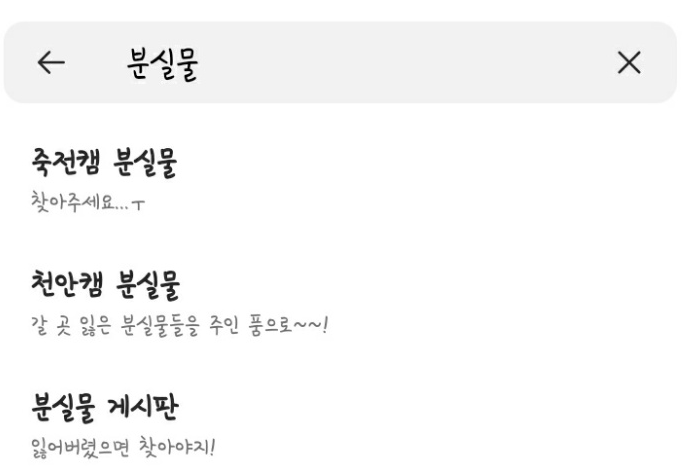 분실물
죽전캠 분실물
찾아주세요...ㅜ
천안캠 분실물
갈 곳 잃은 분실물들을 주인 품으로~~!
분실물 게시판
잃어버렸으면 찾아야지!